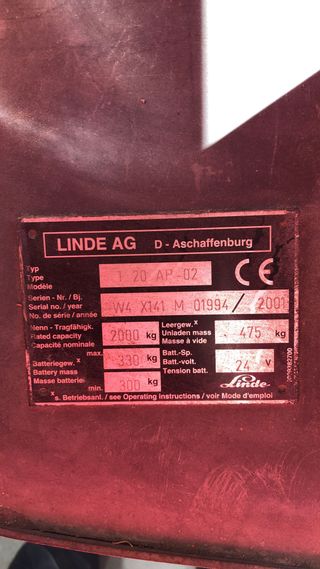 LINDE AG D - Aschaffenburg
Typ
Type
Modèle
T 20 AP -02
CE
Serien - Nr. / Bj.
Serial no. / year
No. de série / année
W4 X141 M 01994 / 2001
Nenn - Tragfähigk.
Rated capacity
Capacité nominale
2000 kg
Leergew. x
Unladen mass
Masse à vide
475 kg
Batteriegew. x
Battery mass
Masse batterie
max. 330 kg
min. 300 kg
Batt.-Sp.
Batt.-volt.
Tension batt.
24 V
Linde
x s. Betriebsanl. / see Operating instructions / voir Mode d'emploi